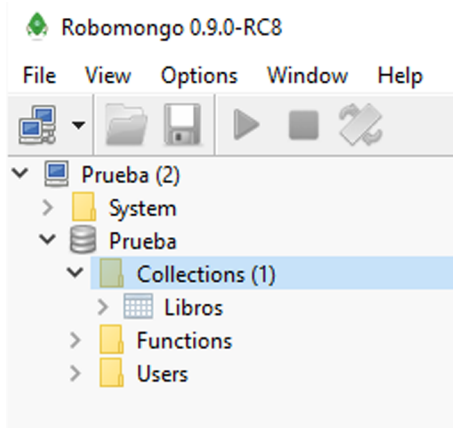 Robomongo 0.9.0-RC8
File View Options Window Help
Prueba (2)
System
Prueba
Collections (1)
Libros
Functions
Users